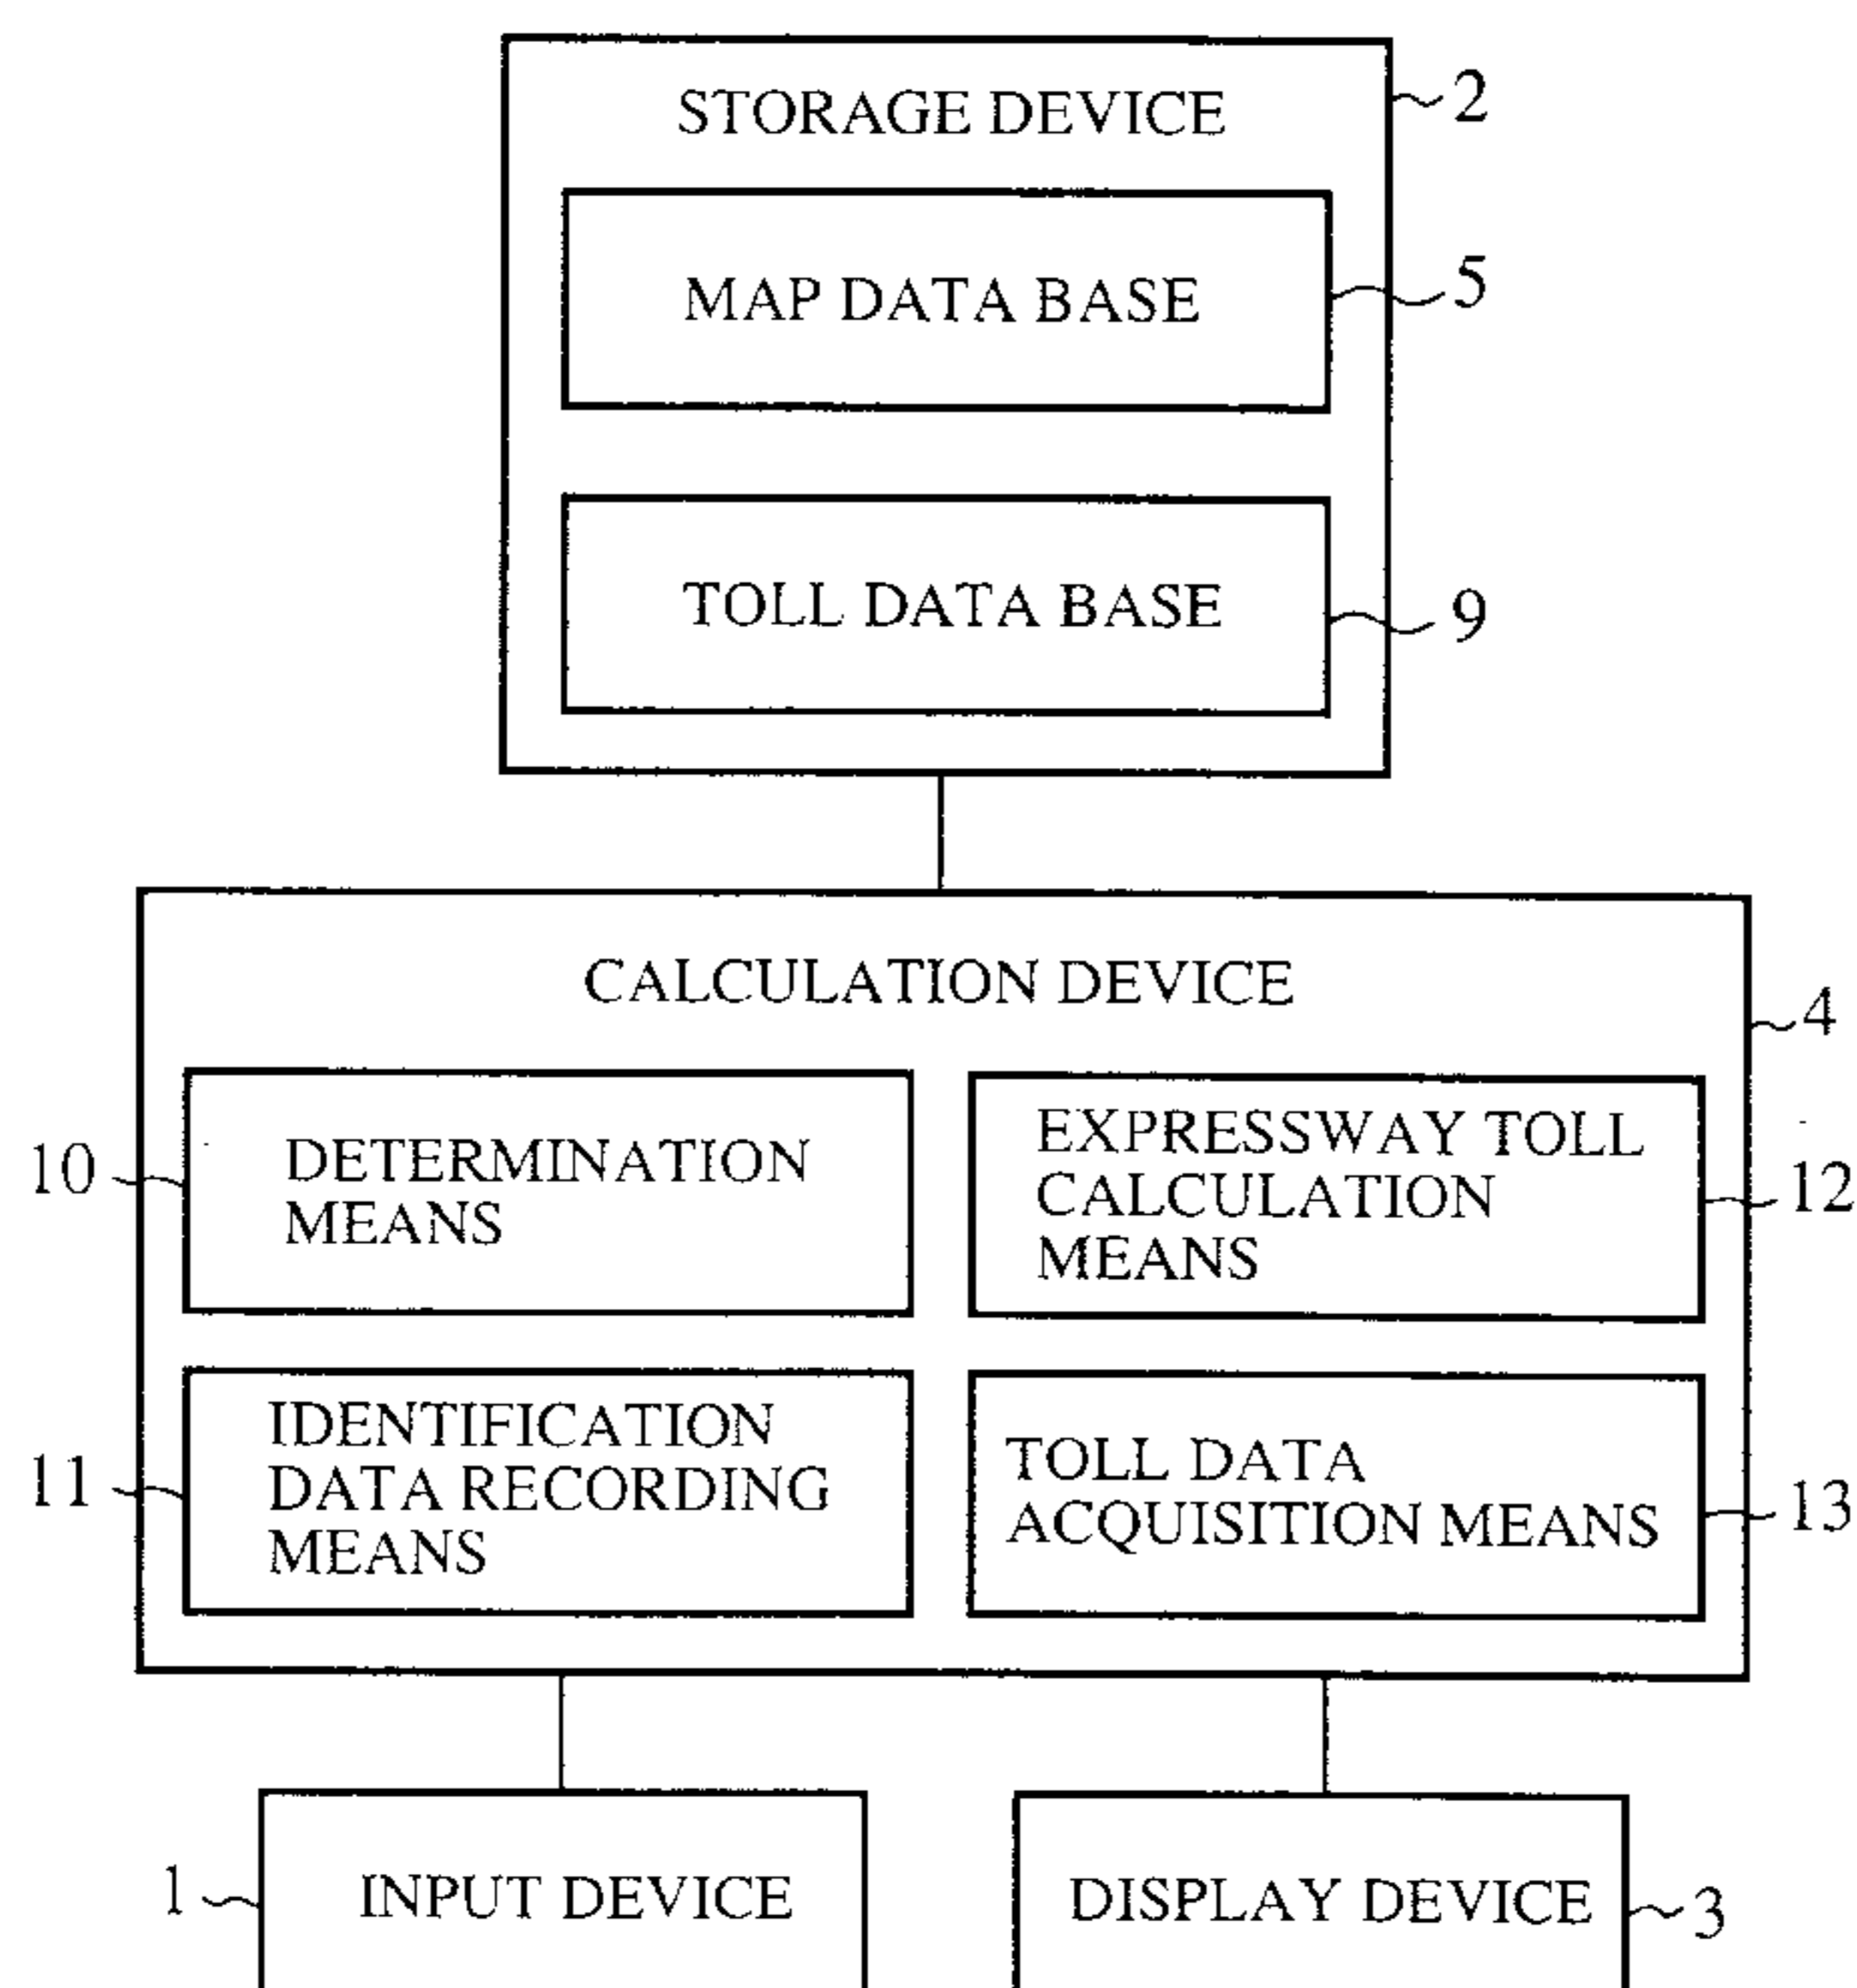 STORAGE DEVICE
2
MAP DATA BASE
5
TOLL DATA BASE
9
CALCULATION DEVICE
4
10
DETERMINATION
MEANS
EXPRESSWAY TOLL
CALCULATION
MEANS
12
11
IDENTIFICATION
DATA RECORDING
MEANS
TOLL DATA
ACQUISITION MEANS
13
1
INPUT DEVICE
DISPLAY DEVICE
3